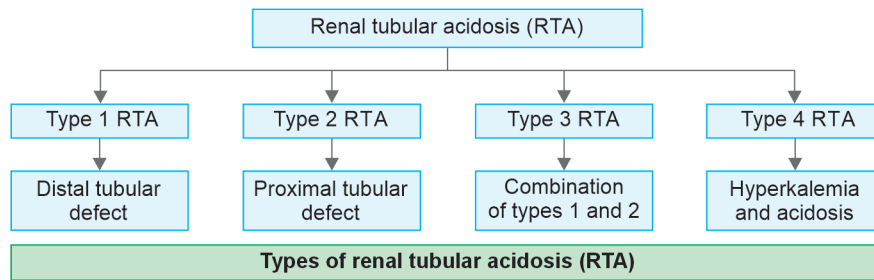 Renal tubular acidosis (RTA)
Type 1 RTA
Type 2 RTA
Type 3 RTA
Type 4 RTA
Distal tubular
defect
Proximal tubular
defect
Combination
of types 1 and 2
Hyperkalemia
and acidosis
Types of renal tubular acidosis (RTA)